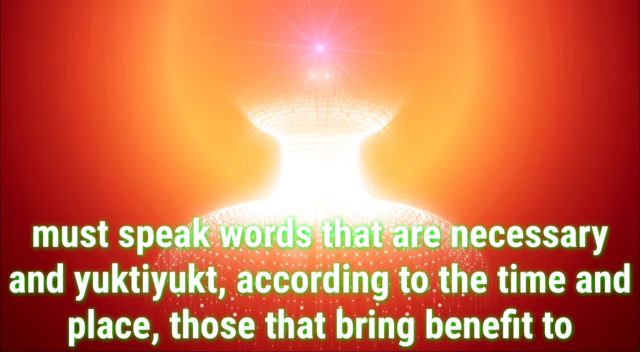 must speak words that are necessary
and yuktiyukt, according to the time and
place, those that bring benefit to